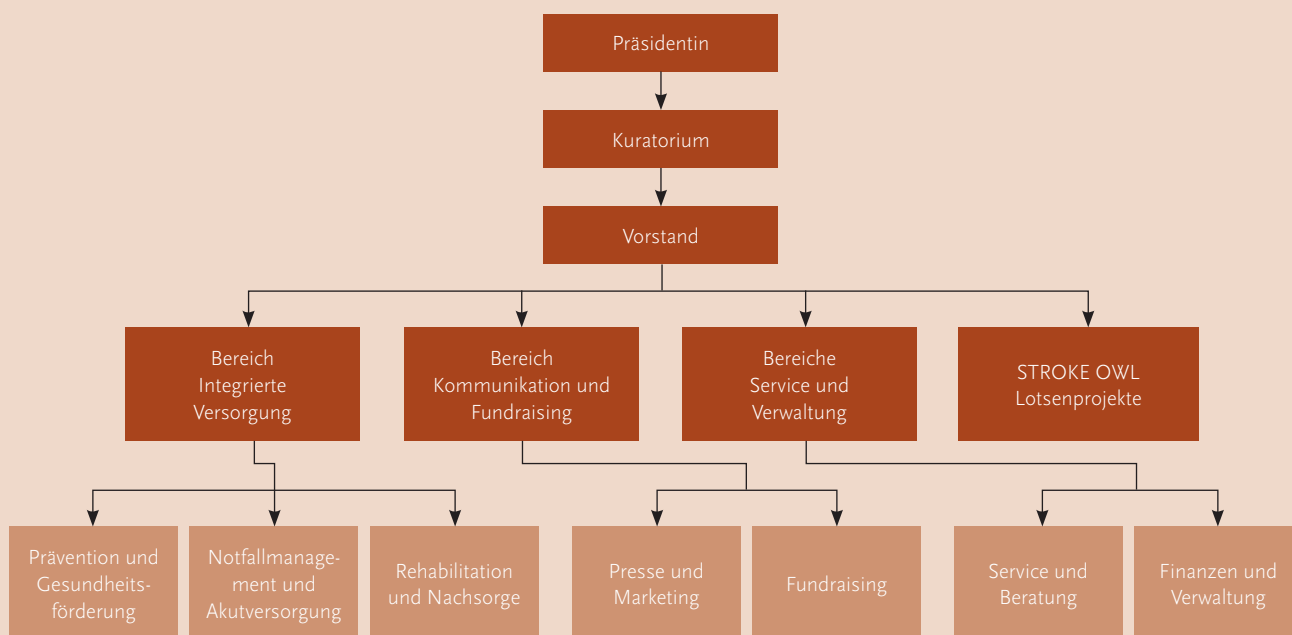 Präsidentin
Kuratorium
Vorstand
Bereich
Integrierte
Versorgung
Bereich
Kommunikation und
Fundraising
Bereiche
Service und
Verwaltung
STROKE OWL
Lotsenprojekte
Prävention und
Gesundheits-
förderung
Notfallmanage-
ment und
Akutversorgung
Rehabilitation
und Nachsorge
Presse und
Marketing
Fundraising
Service und
Beratung
Finanzen und
Verwaltung